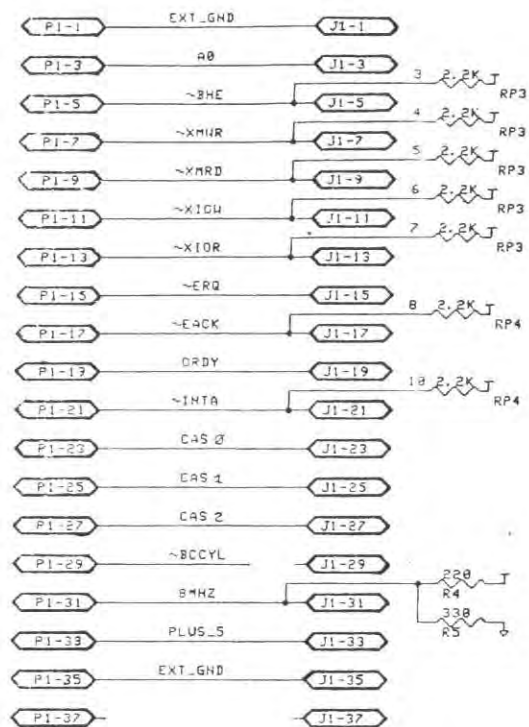 P1-1 EXT_GND J1-1
P1-3 A0 J1-3
3 2.2K RP3
P1-5 ~BHE J1-5
4 2.2K RP3
P1-7 ~XMWR J1-7
5 2.2K RP3
P1-9 ~XMRD J1-9
6 2.2K RP3
P1-11 ~XIOW J1-11
7 2.2K RP3
P1-13 ~XIOR J1-13
P1-15 ~ERQ J1-15
8 2.2K RP4
P1-17 ~EACK J1-17
P1-19 DRDY J1-19
10 2.2K RP4
P1-21 ~INTA J1-21
P1-23 CAS 0 J1-23
P1-25 CAS 1 J1-25
P1-27 CAS 2 J1-27
P1-29 ~BCCYL J1-29
220
R4
P1-31 8MHZ J1-31
330
R5
P1-33 PLUS_5 J1-33
P1-35 EXT_GND J1-35
P1-37 J1-37